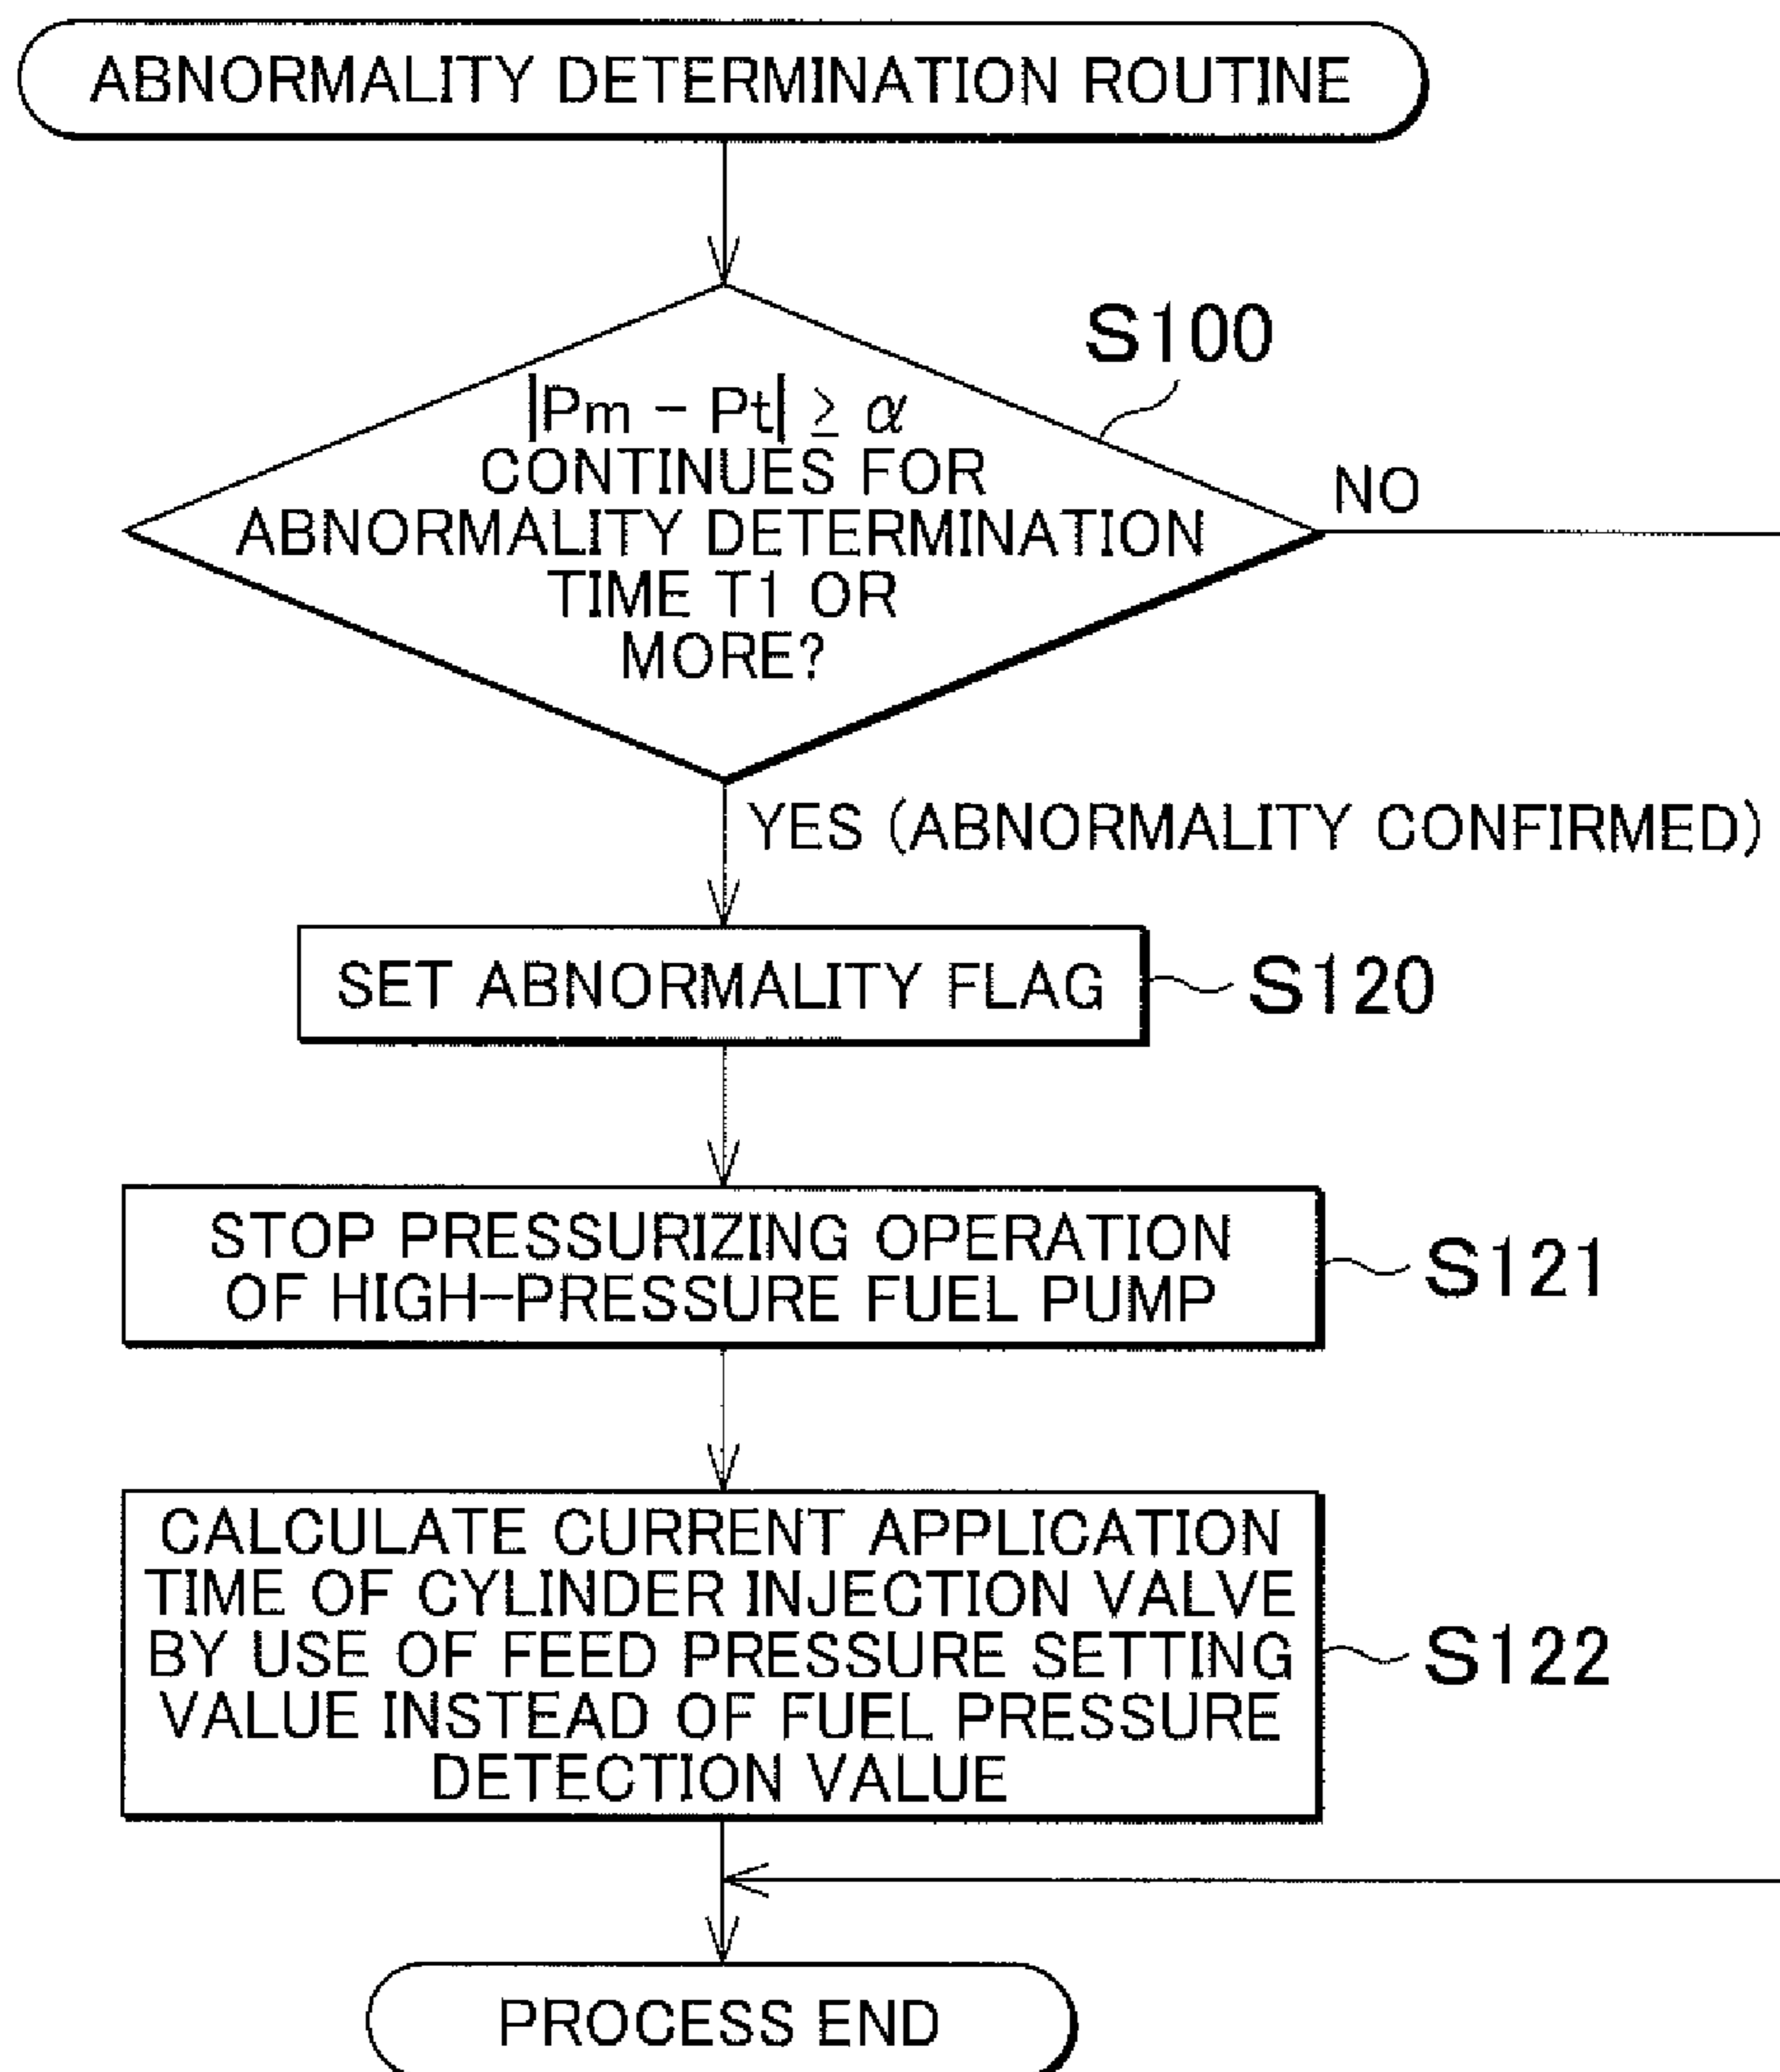 ABNORMALITY DETERMINATION ROUTINE
S100
|Pm - Pt| ≥ α
CONTINUES FOR
ABNORMALITY DETERMINATION
TIME T1 OR
MORE?
NO
YES (ABNORMALITY CONFIRMED)
SET ABNORMALITY FLAG
S120
STOP PRESSURIZING OPERATION
OF HIGH-PRESSURE FUEL PUMP
S121
CALCULATE CURRENT APPLICATION
TIME OF CYLINDER INJECTION VALVE
BY USE OF FEED PRESSURE SETTING
VALUE INSTEAD OF FUEL PRESSURE
DETECTION VALUE
S122
PROCESS END